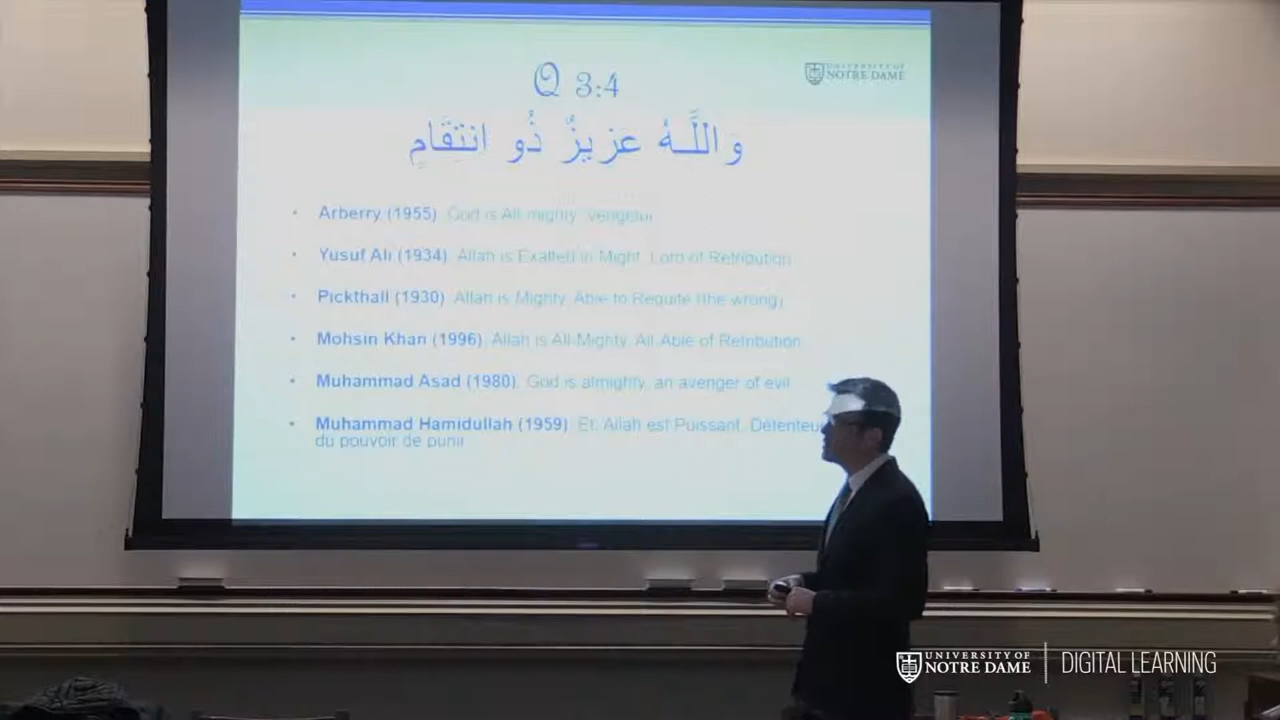 Q 3:4
UNIVERSITY OF
NOTRE DAME
وَاللَّـهُ عَزِيزٌ ذُو انتِقَامٍ
• Arberry (1955). God is All-mighty, Vengeful
• Yusuf Ali (1934). Allah is Exalted in Might, Lord of Retribution
• Pickthall (1930). Allah is Mighty, Able to Requite (the wrong)
• Mohsin Khan (1996). Allah is All-Mighty, All-Able of Retribution
• Muhammad Asad (1980). God is almighty, an avenger of evil
• Muhammad Hamidullah (1959). Et, Allah est Puissant, Détenteu
du pouvoir de punir
UNIVERSITY OF
NOTRE DAME
DIGITAL LEARNING